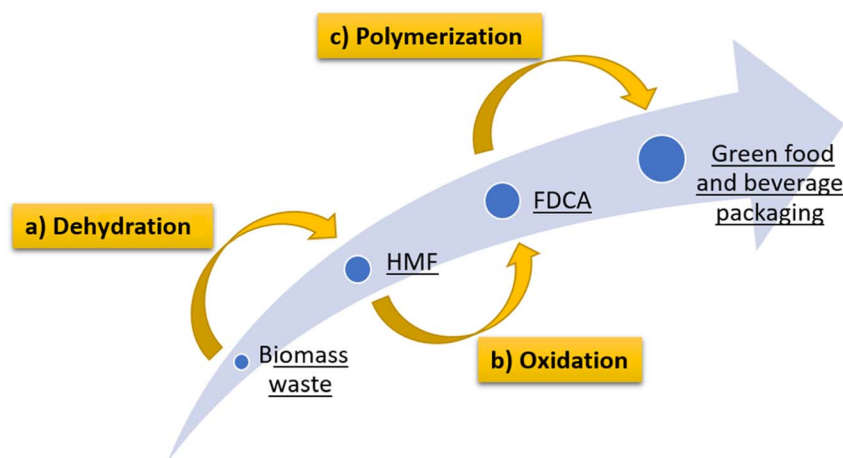 c) Polymerization
Green food
and beverage
packaging
FDCA
a) Dehydration
HMF
b) Oxidation
Biomass
waste